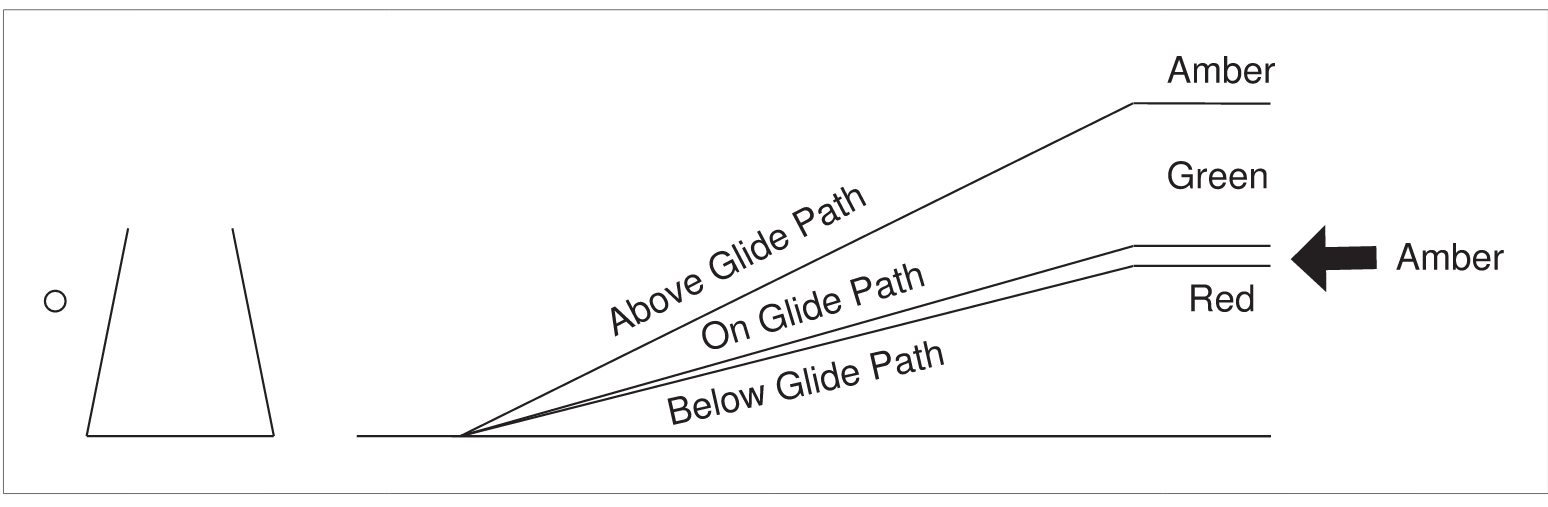 Amber
Green
Above Glide Path
On Glide Path
Amber
Red
Below Glide Path